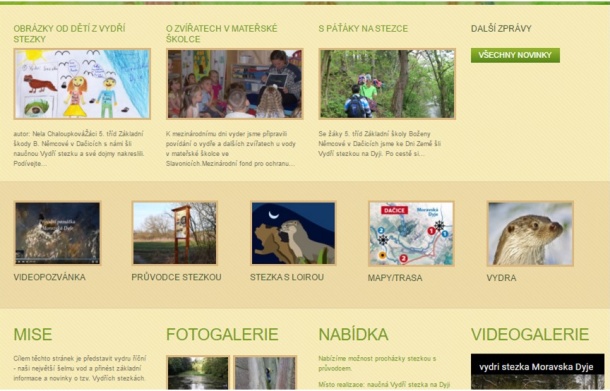 OBRÁZKY OD DĚTÍ Z VYDŘÍ
STEZKY
O ZVÍŘATECH V MATEŘSKÉ
ŠKOLCE
S PÁŤÁKY NA STEZCE
DALŠÍ ZPRÁVY
VŠECHNY NOVINKY
autor: Nela ChaloupkováŽáci 5. tříd Základní
školy B. Němcové v Dačicích s námi šli
naučnou Vydří stezku a své dojmy nakreslili.
Podívejte...
K mezinárodnímu dni vyder jsme připravili
povídání o vydře a dalších zvířatech u vody
v mateřské školce ve
Slavonicích.Mezinárodní fond pro ochranu...
Se žáky 5. tříd Základní školy Boženy
Němcové v Dačicích jsme ke Dni Země šli
Vydří stezkou na Dyji. Po cestě si...
Moravská Dyje
DAČICE
Moravská
Dyje
VIDEOPOZVÁNKA
PRŮVODCE STEZKOU
STEZKA S LOIROU
MAPY/TRASA
VYDRA
MISE
FOTOGALERIE
NABÍDKA
VIDEOGALERIE
Cílem těchto stránek je představit vydru říční
- naši největší šelmu vod a přinést základní
informace a novinky o tzv. Vydřích stezkách.
Nabízíme možnost procházky stezkou s
průvodcem.
Místo realizace: naučná Vydří stezka na Dyji
vydri stezka Moravska Dyje